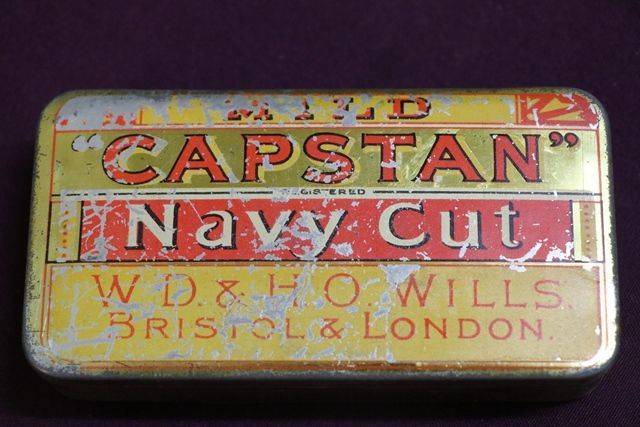 MILD
"CAPSTAN"
REGISTERED
Navy Cut
W.D. & H.O. WILLS.
BRISTOL & LONDON.